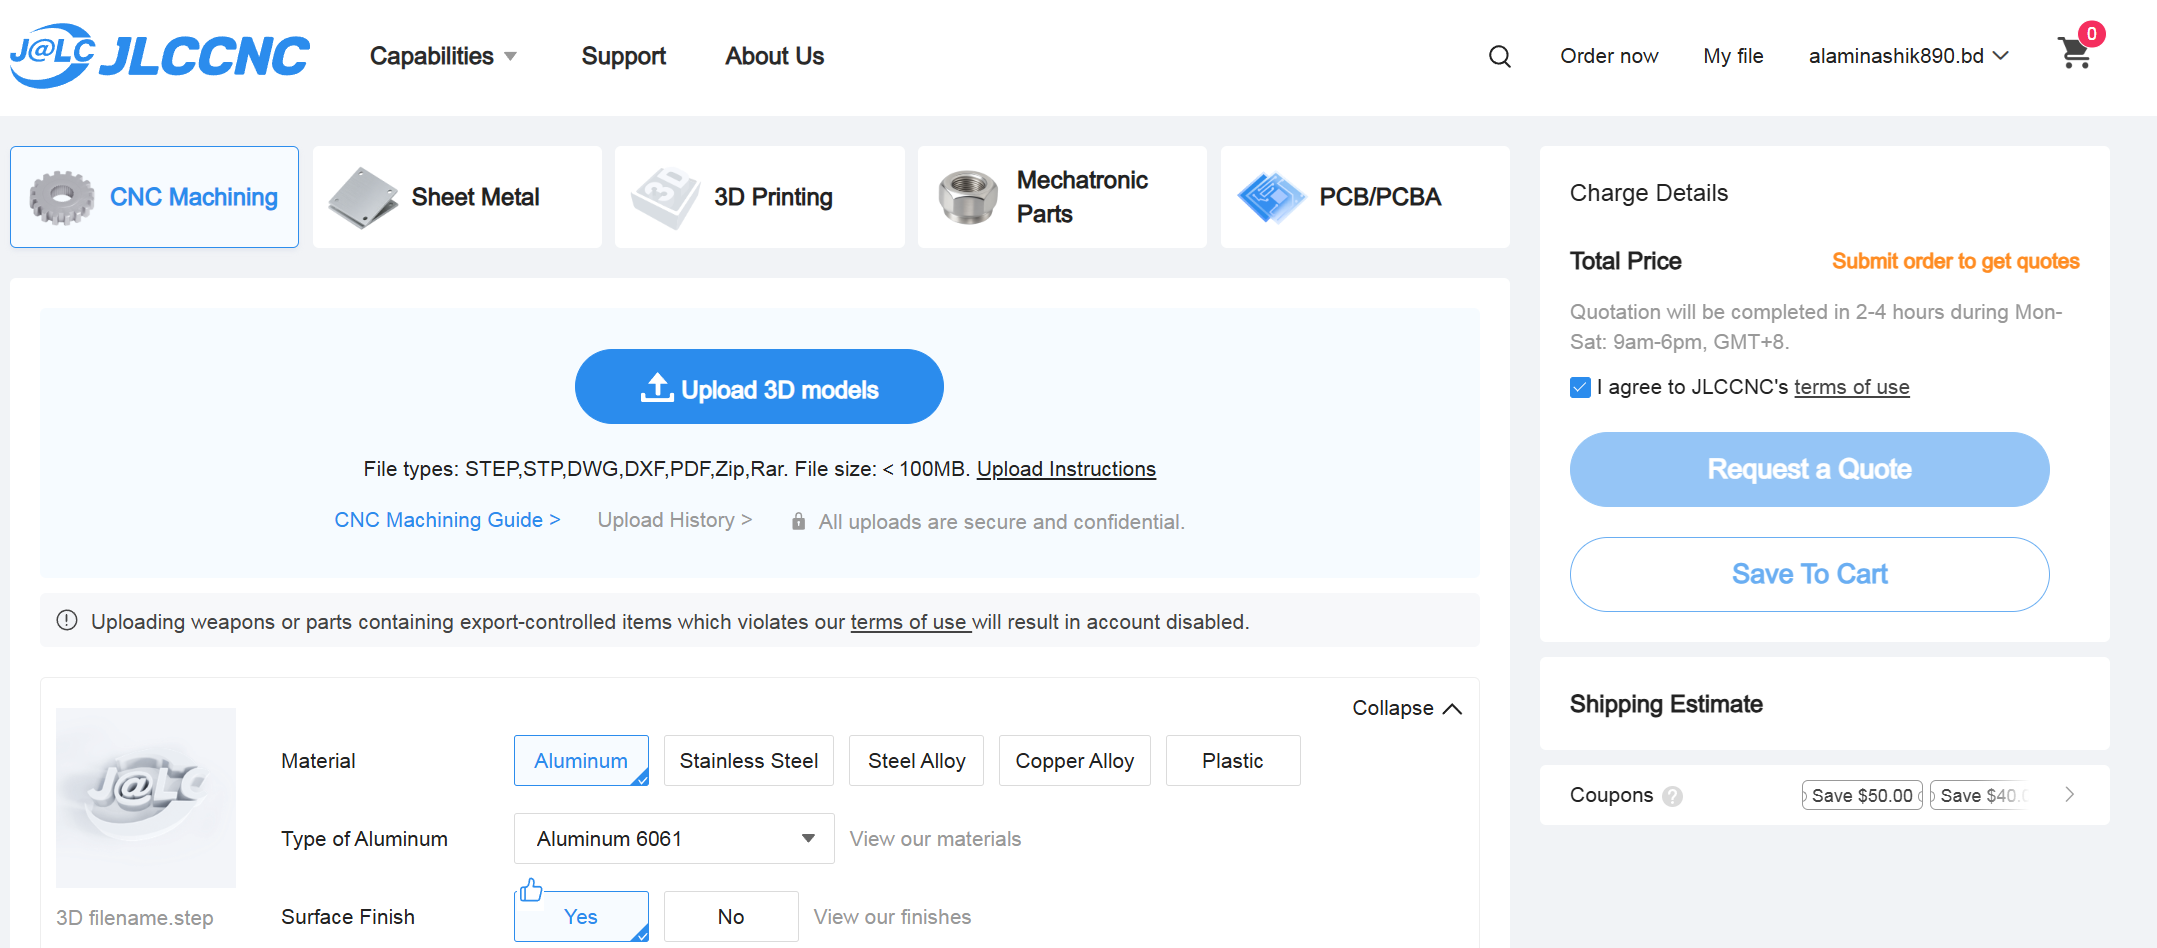 J@LC JLCCNC
Capabilities
Support
About Us
Order now
My file
alaminashik890.bd
0
CNC Machining
Sheet Metal
3D
3D Printing
Mechatronic
Parts
PCB/PCBA
Upload 3D models
File types: STEP,STP,DWG,DXF,PDF,Zip,Rar. File size: < 100MB. Upload Instructions
CNC Machining Guide >
Upload History >
All uploads are secure and confidential.
Uploading weapons or parts containing export-controlled items which violates our terms of use will result in account disabled.
Collapse
J@LC
3D filename.step
Material
Aluminum
Stainless Steel
Steel Alloy
Copper Alloy
Plastic
Type of Aluminum
Aluminum 6061
View our materials
Surface Finish
Yes
No
View our finishes
Charge Details
Total Price
Submit order to get quotes
Quotation will be completed in 2-4 hours during Mon-
Sat: 9am-6pm, GMT+8.
I agree to JLCCNC's terms of use
Request a Quote
Save To Cart
Shipping Estimate
Coupons ?
Save $50.00
Save $40.0